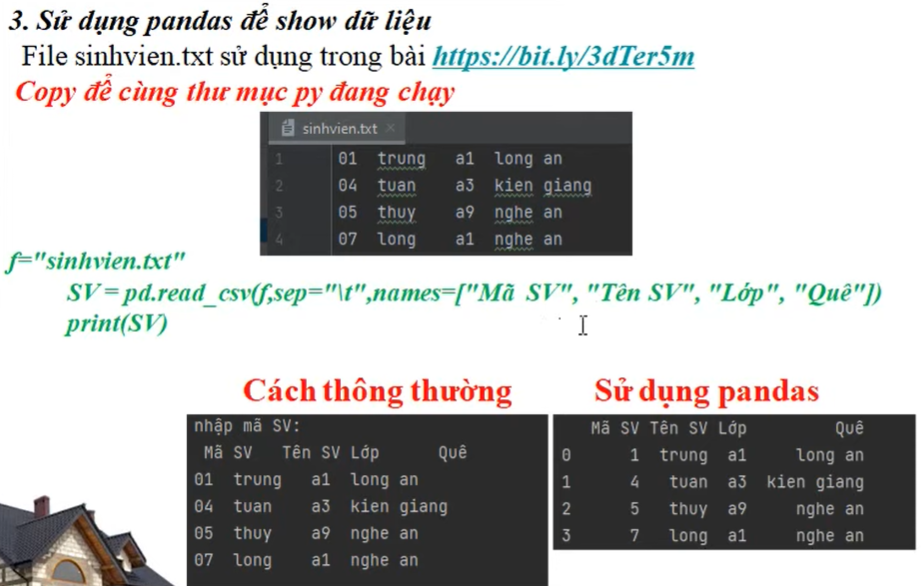 3. Sử dụng pandas để show dữ liệu
File sinhvien.txt sử dụng trong bài https://bit.ly/3dTer5m
Copy để cùng thư mục py đang chạy
sinhvien.txt ×
1 01 trung a1 long an
2 04 tuan a3 kien giang
3 05 thuy a9 nghe an
4 07 long a1 nghe an
f="sinhvien.txt"
SV = pd.read_csv(f,sep="\t",names=["Mã SV", "Tên SV", "Lớp", "Quê"])
print(SV)
Cách thông thường
nhập mã SV:
Mã SV Tên SV Lớp Quê
01 trung a1 long an
04 tuan a3 kien giang
05 thuy a9 nghe an
07 long a1 nghe an
Sử dụng pandas
Mã SV Tên SV Lớp Quê
0 1 trung a1 long an
1 4 tuan a3 kien giang
2 5 thuy a9 nghe an
3 7 long a1 nghe an